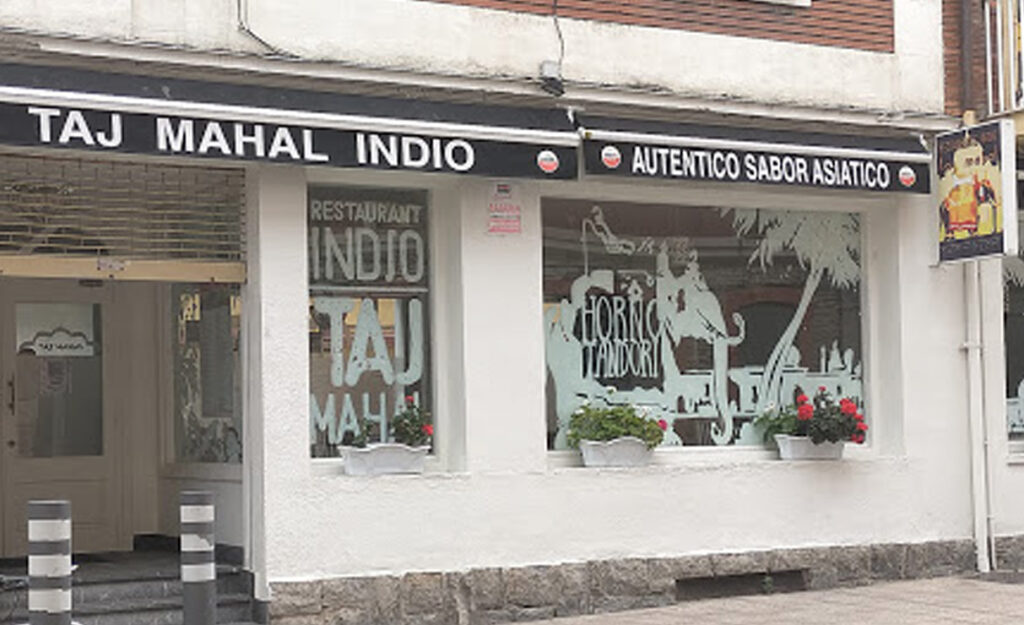 TAJ MAHAL INDIO
AUTENTICO SABOR ASIATICO
RESTAURANT
INDIO
TAJ
MAHAL
HORNO
TANDORI